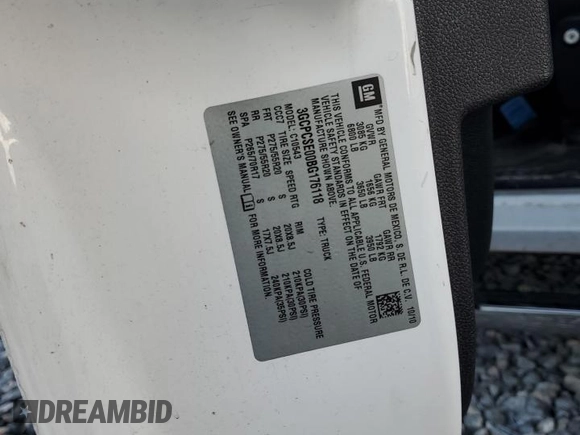 GM
MFD BY GENERAL MOTORS DE MEXICO, S. DE R.L. DE C.V. 10/10
GVWR GAWR FRT GAWR RR
3085 KG 1656 KG 1792 KG
6800 LB 3650 LB 3950 LB
THIS VEHICLE CONFORMS TO ALL APPLICABLE U.S. FEDERAL MOTOR
VEHICLE SAFETY STANDARDS IN EFFECT ON THE DATE OF
MANUFACTURE SHOWN ABOVE.
3GCPCSE00BG176118 TYPE: TRUCK
MODEL: C10543
CCOT TIRE SIZE SPEED RTG RIM COLD TIRE PRESSURE
FRT P275/55R20 S 20X8.5J 210KPA(30PSI)
RR P275/55R20 S 20X8.5J 210KPA(30PSI)
SPA P265/70R17 S 17X7.5J 240KPA(35PSI)
SEE OWNER'S MANUAL FOR MORE INFORMATION.
DREAMBID